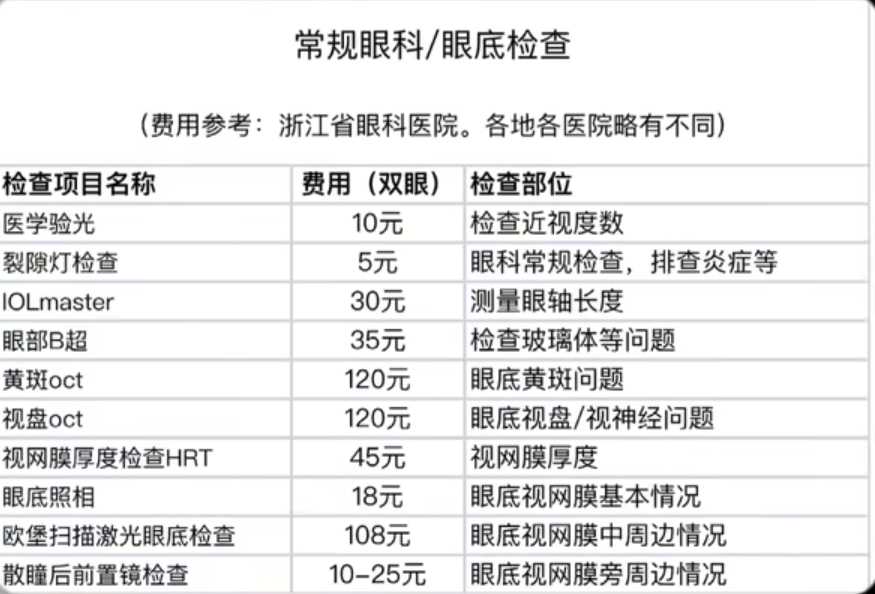 常规眼科/眼底检查
（费用参考：浙江省眼科医院。各地各医院略有不同）
检查项目名称 费用（双眼） 检查部位
医学验光 10元 检查近视度数
裂隙灯检查 5元 眼科常规检查，排查炎症等
IOLmaster 30元 测量眼轴长度
眼部B超 35元 检查玻璃体等问题
黄斑oct 120元 眼底黄斑问题
视盘oct 120元 眼底视盘/视神经问题
视网膜厚度检查HRT 45元 视网膜厚度
眼底照相 18元 眼底视网膜基本情况
欧堡扫描激光眼底检查 108元 眼底视网膜中周边情况
散瞳后前置镜检查 10–25元 眼底视网膜旁周边情况